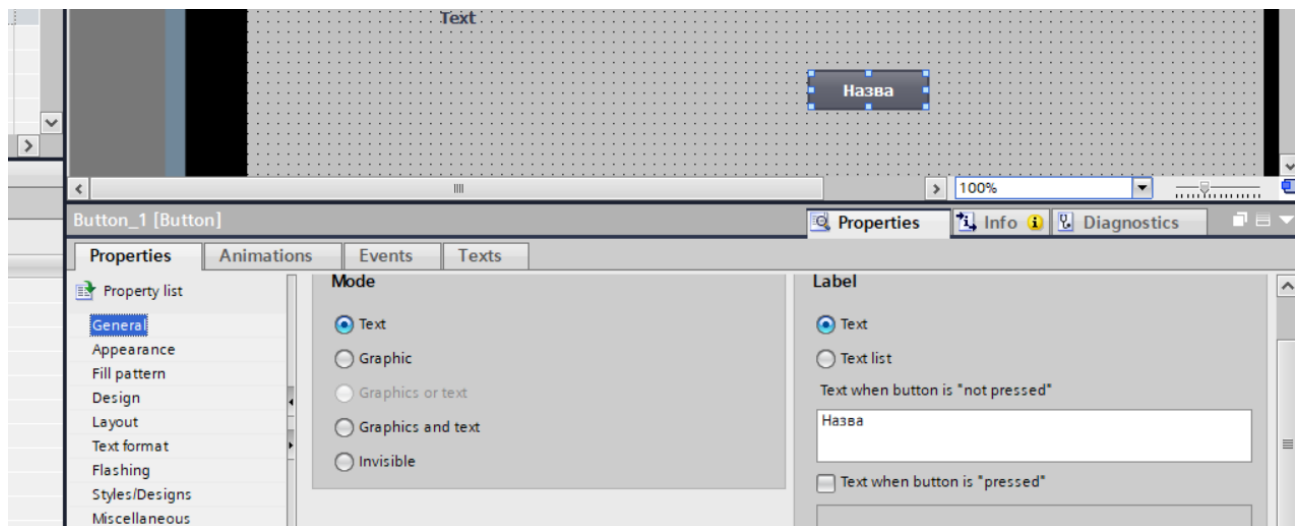 Text
Назва
100%
Button_1 [Button]
Properties
Info
Diagnostics
Properties
Animations
Events
Texts
Property list
General
Appearance
Fill pattern
Design
Layout
Text format
Flashing
Styles/Designs
Miscellaneous
Mode
Text
Graphic
Graphics or text
Graphics and text
Invisible
Label
Text
Text list
Text when button is "not pressed"
Назва
Text when button is "pressed"